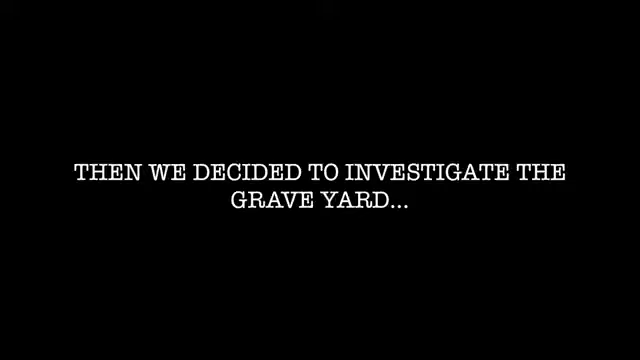 THEN WE DECIDED TO INVESTIGATE THE
GRAVE YARD...